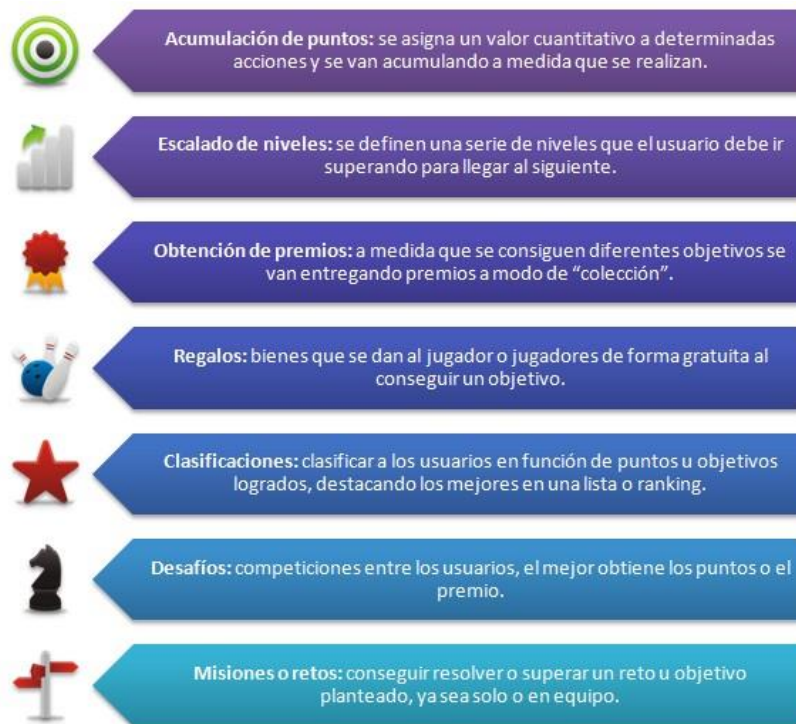 Acumulación de puntos: se asigna un valor cuantitativo a determinadas
acciones y se van acumulando a medida que se realizan.
Escalado de niveles: se definen una serie de niveles que el usuario debe ir
superando para llegar al siguiente.
Obtención de premios: a medida que se consiguen diferentes objetivos se
van entregando premios a modo de “colección”.
Regalos: bienes que se dan al jugador o jugadores de forma gratuita al
conseguir un objetivo.
Clasificaciones: clasificar a los usuarios en función de puntos u objetivos
logrados, destacando los mejores en una lista o ranking.
Desafíos: competiciones entre los usuarios, el mejor obtiene los puntos o el
premio.
Misiones o retos: conseguir resolver o superar un reto u objetivo
planteado, ya sea solo o en equipo.